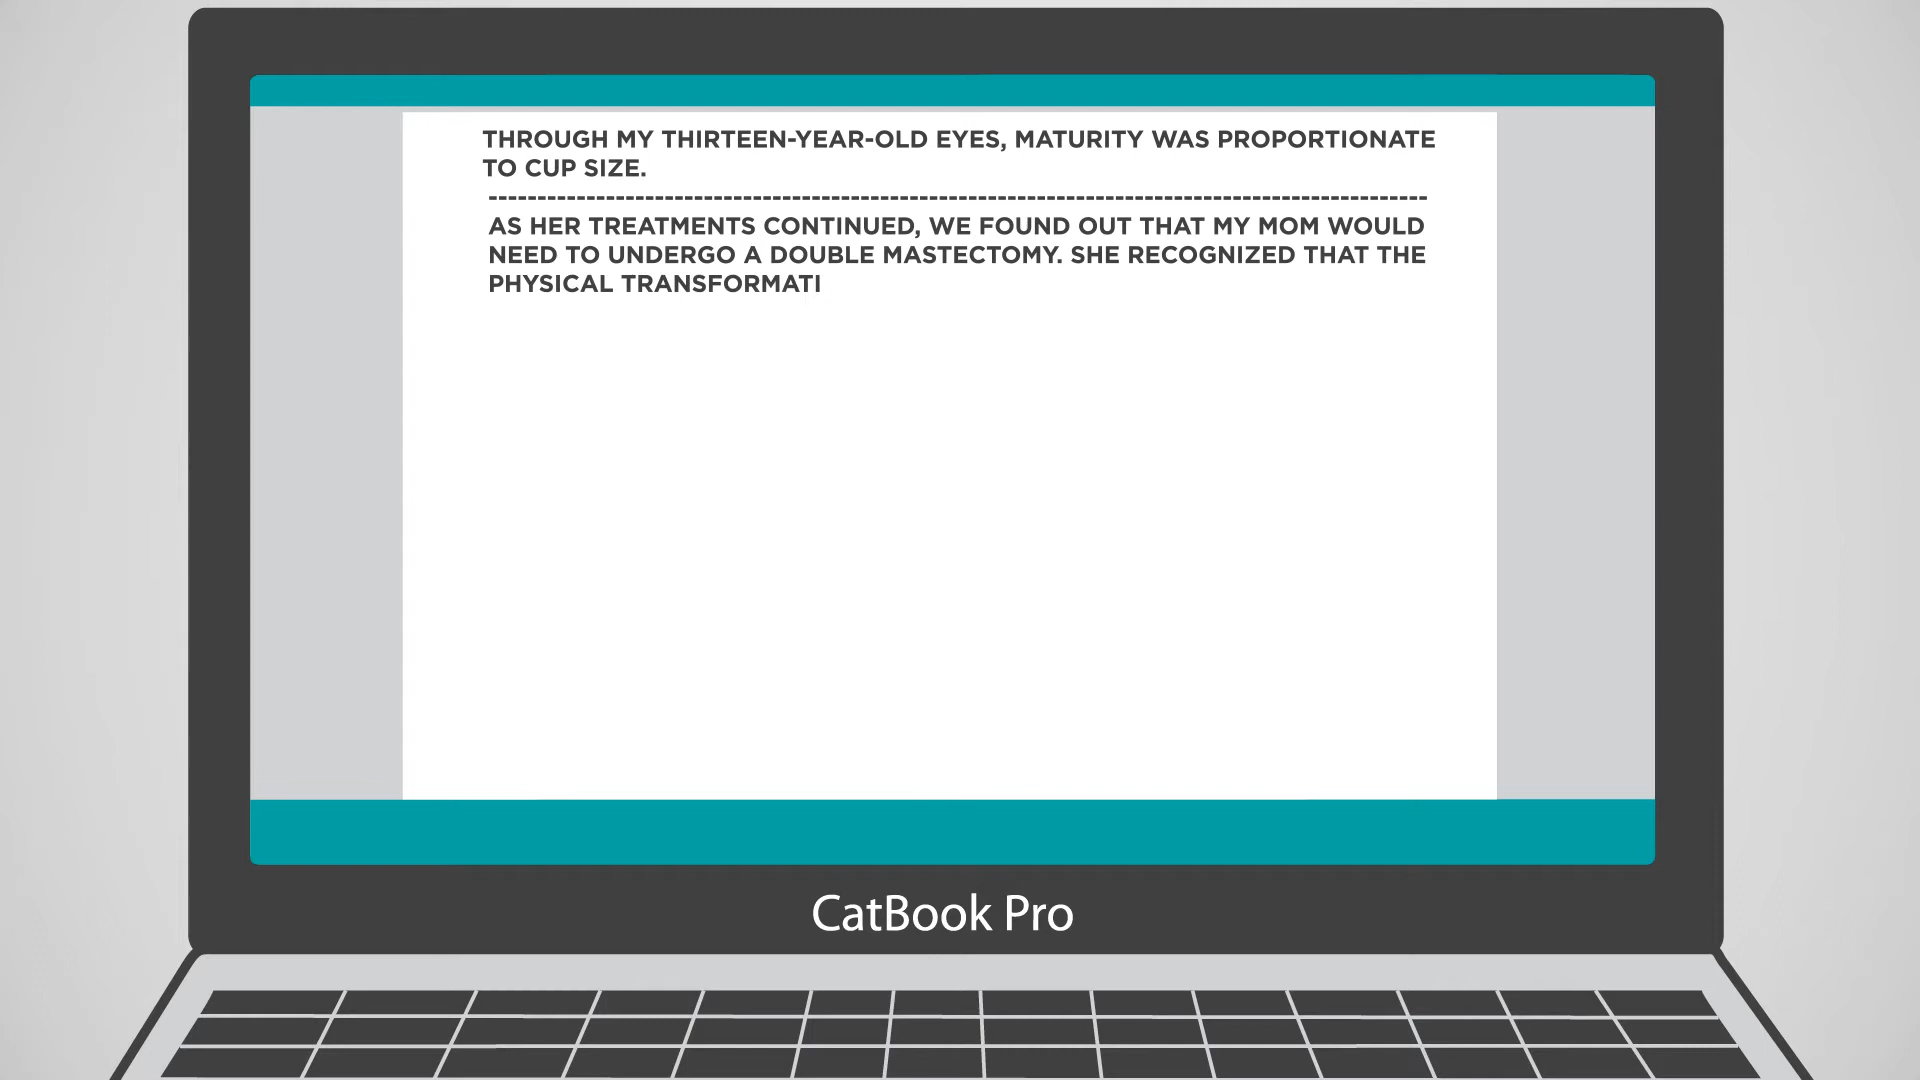 THROUGH MY THIRTEEN-YEAR-OLD EYES, MATURITY WAS PROPORTIONATE
TO CUP SIZE.
-----------------------------------------------------------------------------------------------
AS HER TREATMENTS CONTINUED, WE FOUND OUT THAT MY MOM WOULD
NEED TO UNDERGO A DOUBLE MASTECTOMY. SHE RECOGNIZED THAT THE
PHYSICAL TRANSFORMATI
CatBook Pro